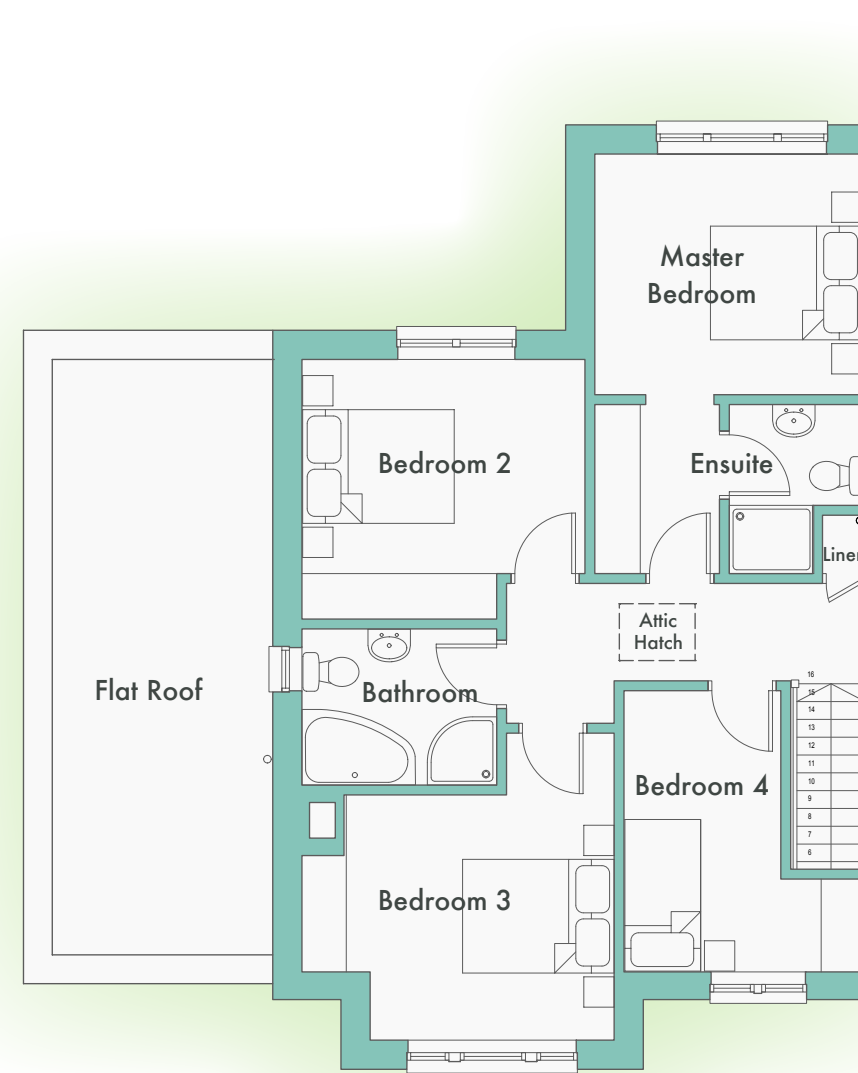 Master
Bedroom
Bedroom 2
Ensuite
Attic
Hatch
Flat Roof
Bathroom
16
15
14
13
12
11
10
9
8
7
6
Bedroom 4
Bedroom 3